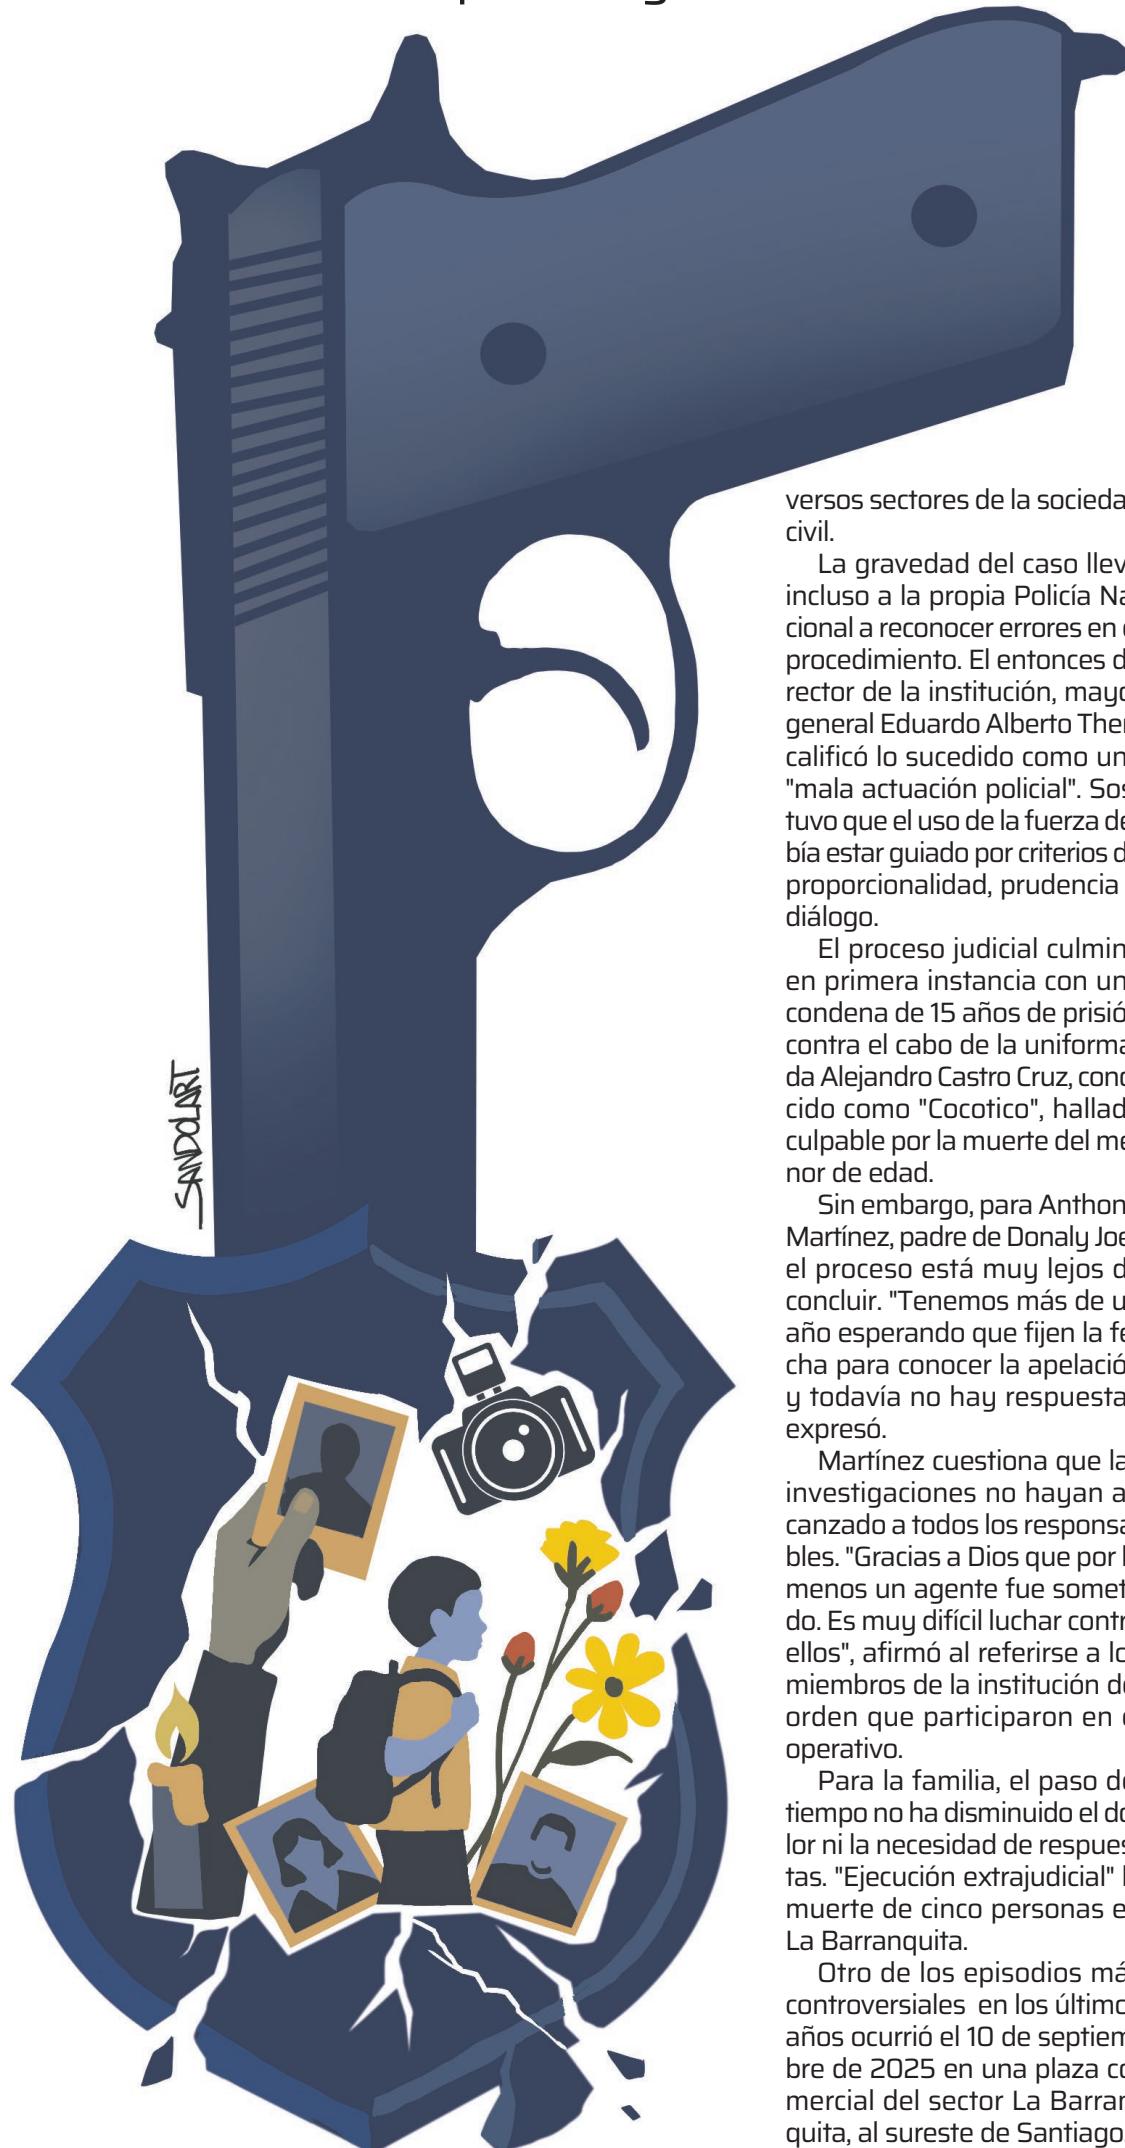 SANDOLART
versos sectores de la socieda
civil.
La gravedad del caso llev
incluso a la propia Policía Na
cional a reconocer errores en
procedimiento. El entonces d
rector de la institución, mayo
general Eduardo Alberto Ther
calificó lo sucedido como un
"mala actuación policial". Sos
tuvo que el uso de la fuerza de
bía estar guiado por criterios d
proporcionalidad, prudencia
diálogo.
El proceso judicial culmin
en primera instancia con un
condena de 15 años de prisió
contra el cabo de la uniforma
da Alejandro Castro Cruz, cono
cido como "Cocotico", hallad
culpable por la muerte del me
nor de edad.
Sin embargo, para Anthon
Martínez, padre de Donaly Joe
el proceso está muy lejos d
concluir. "Tenemos más de u
año esperando que fijen la fe
cha para conocer la apelació
y todavía no hay respuesta
expresó.
Martínez cuestiona que la
investigaciones no hayan a
canzado a todos los responsa
bles. "Gracias a Dios que por l
menos un agente fue somet
do. Es muy difícil luchar contr
ellos", afirmó al referirse a lo
miembros de la institución de
orden que participaron en e
operativo.
Para la familia, el paso de
tiempo no ha disminuido el do
lor ni la necesidad de respues
tas. "Ejecución extrajudicial" l
muerte de cinco personas e
La Barranquita.
Otro de los episodios má
controversiales en los último
años ocurrió el 10 de septiem
bre de 2025 en una plaza co
mercial del sector La Barran
quita, al sureste de Santiago